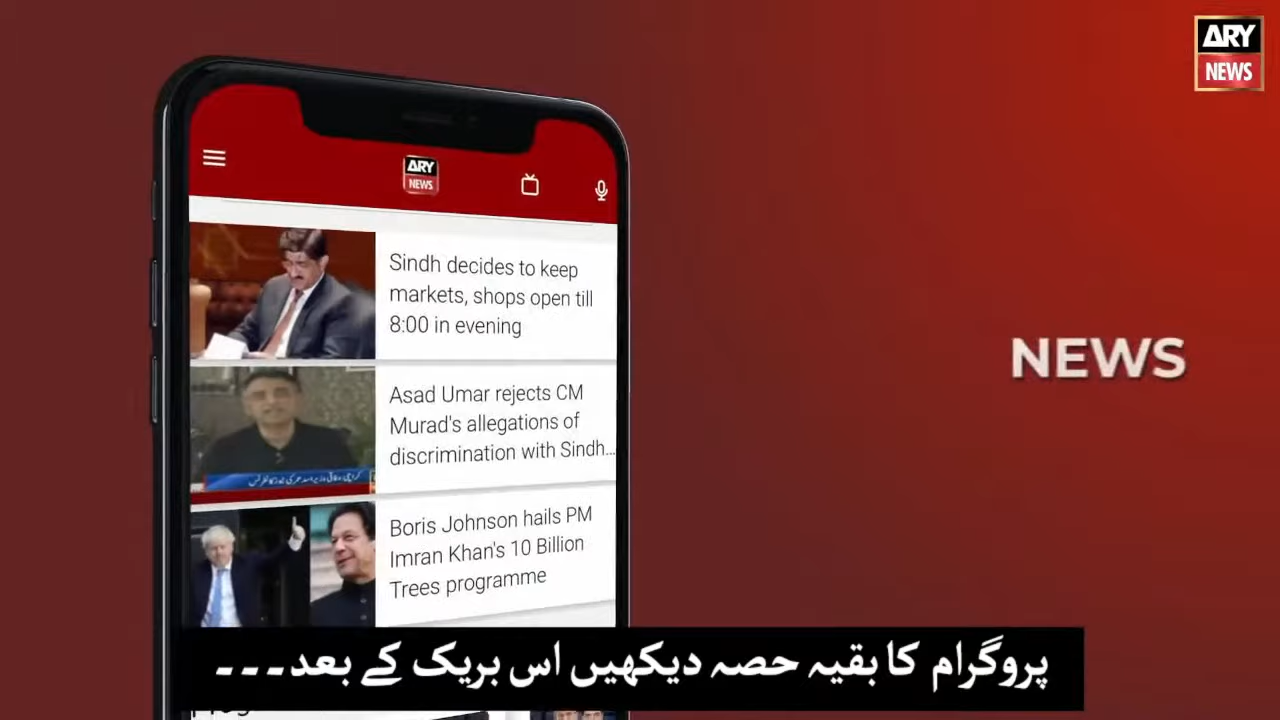 ARY
NEWS
ARY
NEWS
Sindh decides to keep
markets, shops open till
8:00 in evening
Asad Umar rejects CM
Murad's allegations of
discrimination with Sindh...
Boris Johnson hails PM
Imran Khan's 10 Billion
Trees programme
NEWS
پروگرام کا بقیہ حصہ دیکھیں اس بریک کے بعد۔۔۔